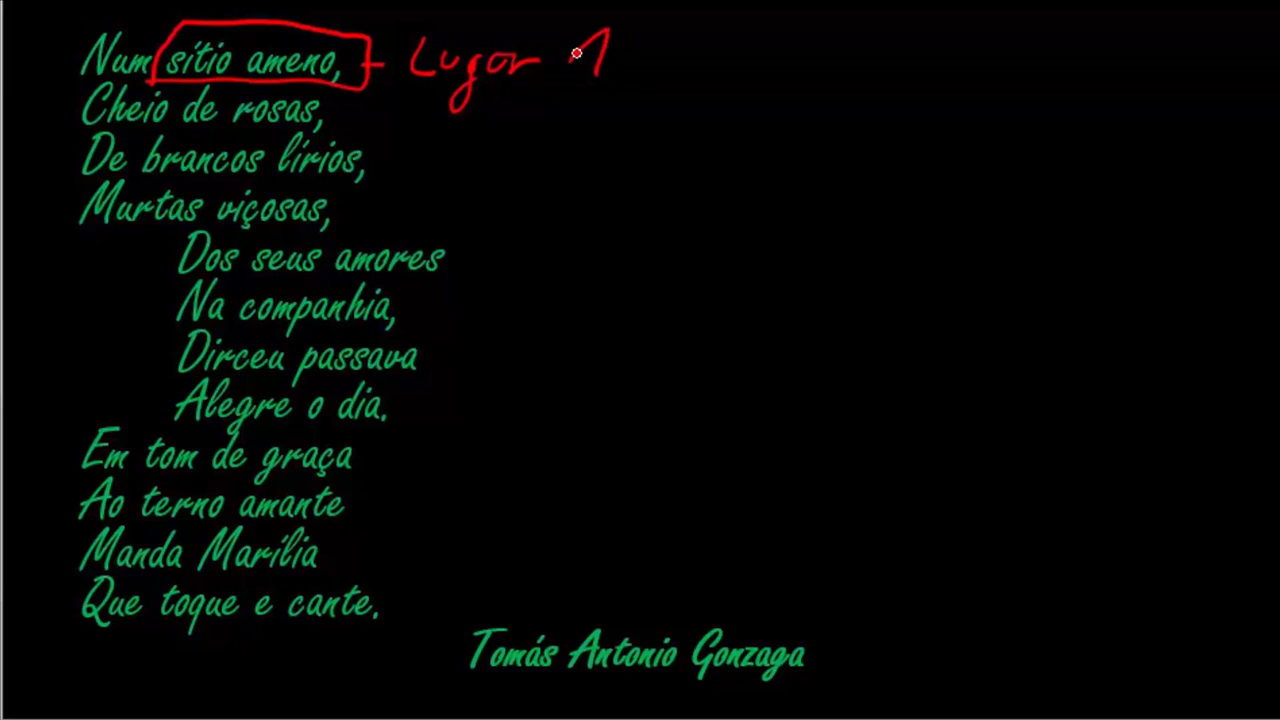 Num sítio ameno, - Lugar
Cheio de rosas,
De brancos lírios,
Murtas viçosas,
Dos seus amores
Na companhia,
Dirceu passava
Alegre o dia.
Em tom de graça
Ao terno amante
Manda Marília
Que toque e cante.
Tomás Antonio Gonzaga